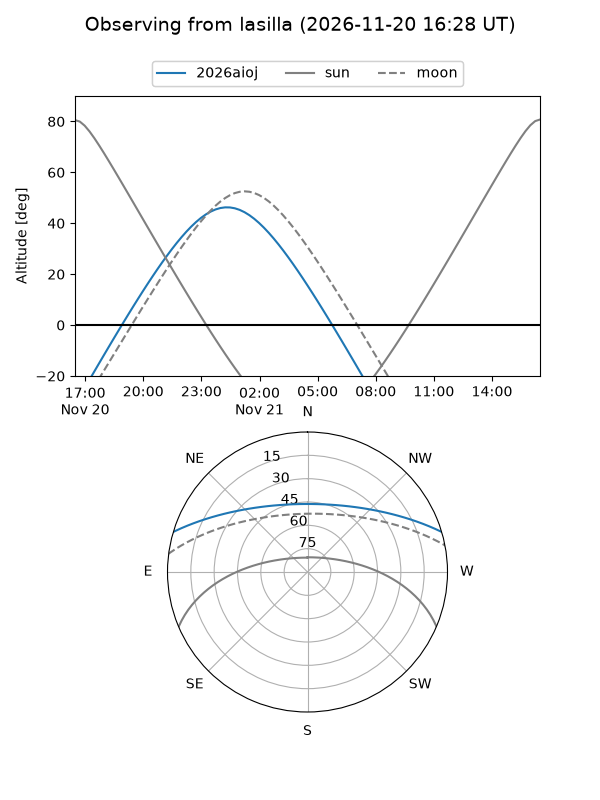 Observing from lasilla (2026-11-20 16:28 UT)
2026aioj sun moon
Altitude [deg]
80
60
40
20
0
−20
17:00 20:00 23:00 02:00 05:00 08:00 11:00 14:00
Nov 20 Nov 21
N
NE NW
15
30
45
60
75
E W
SE SW
S